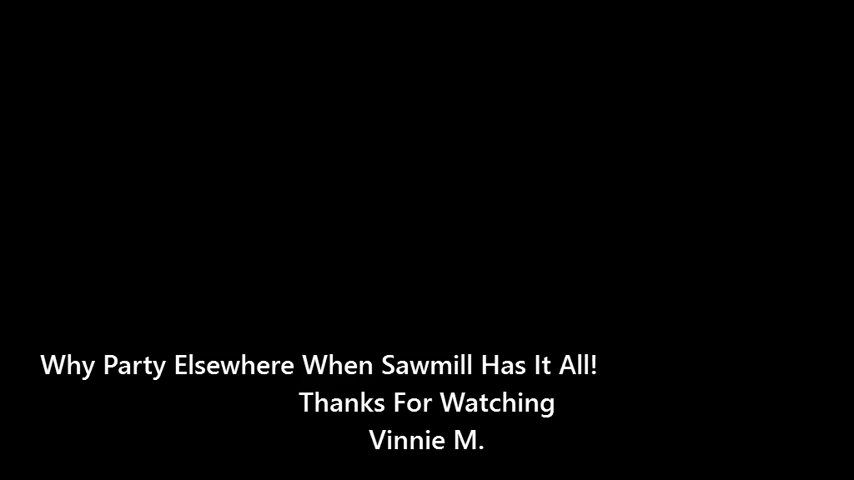 Why Party Elsewhere When Sawmill Has It All!
Thanks For Watching
Vinnie M.